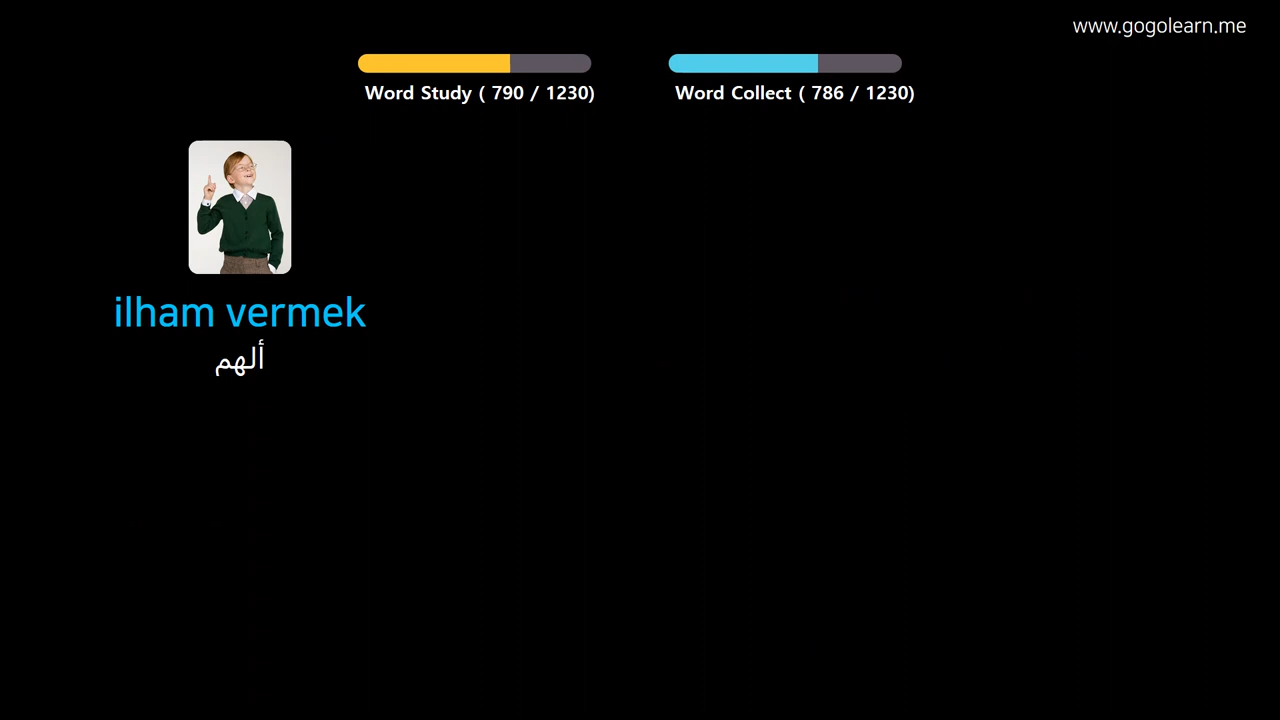 www.gogolearn.me
Word Study ( 790 / 1230)
Word Collect ( 786 / 1230)
ilham vermek
ألهم